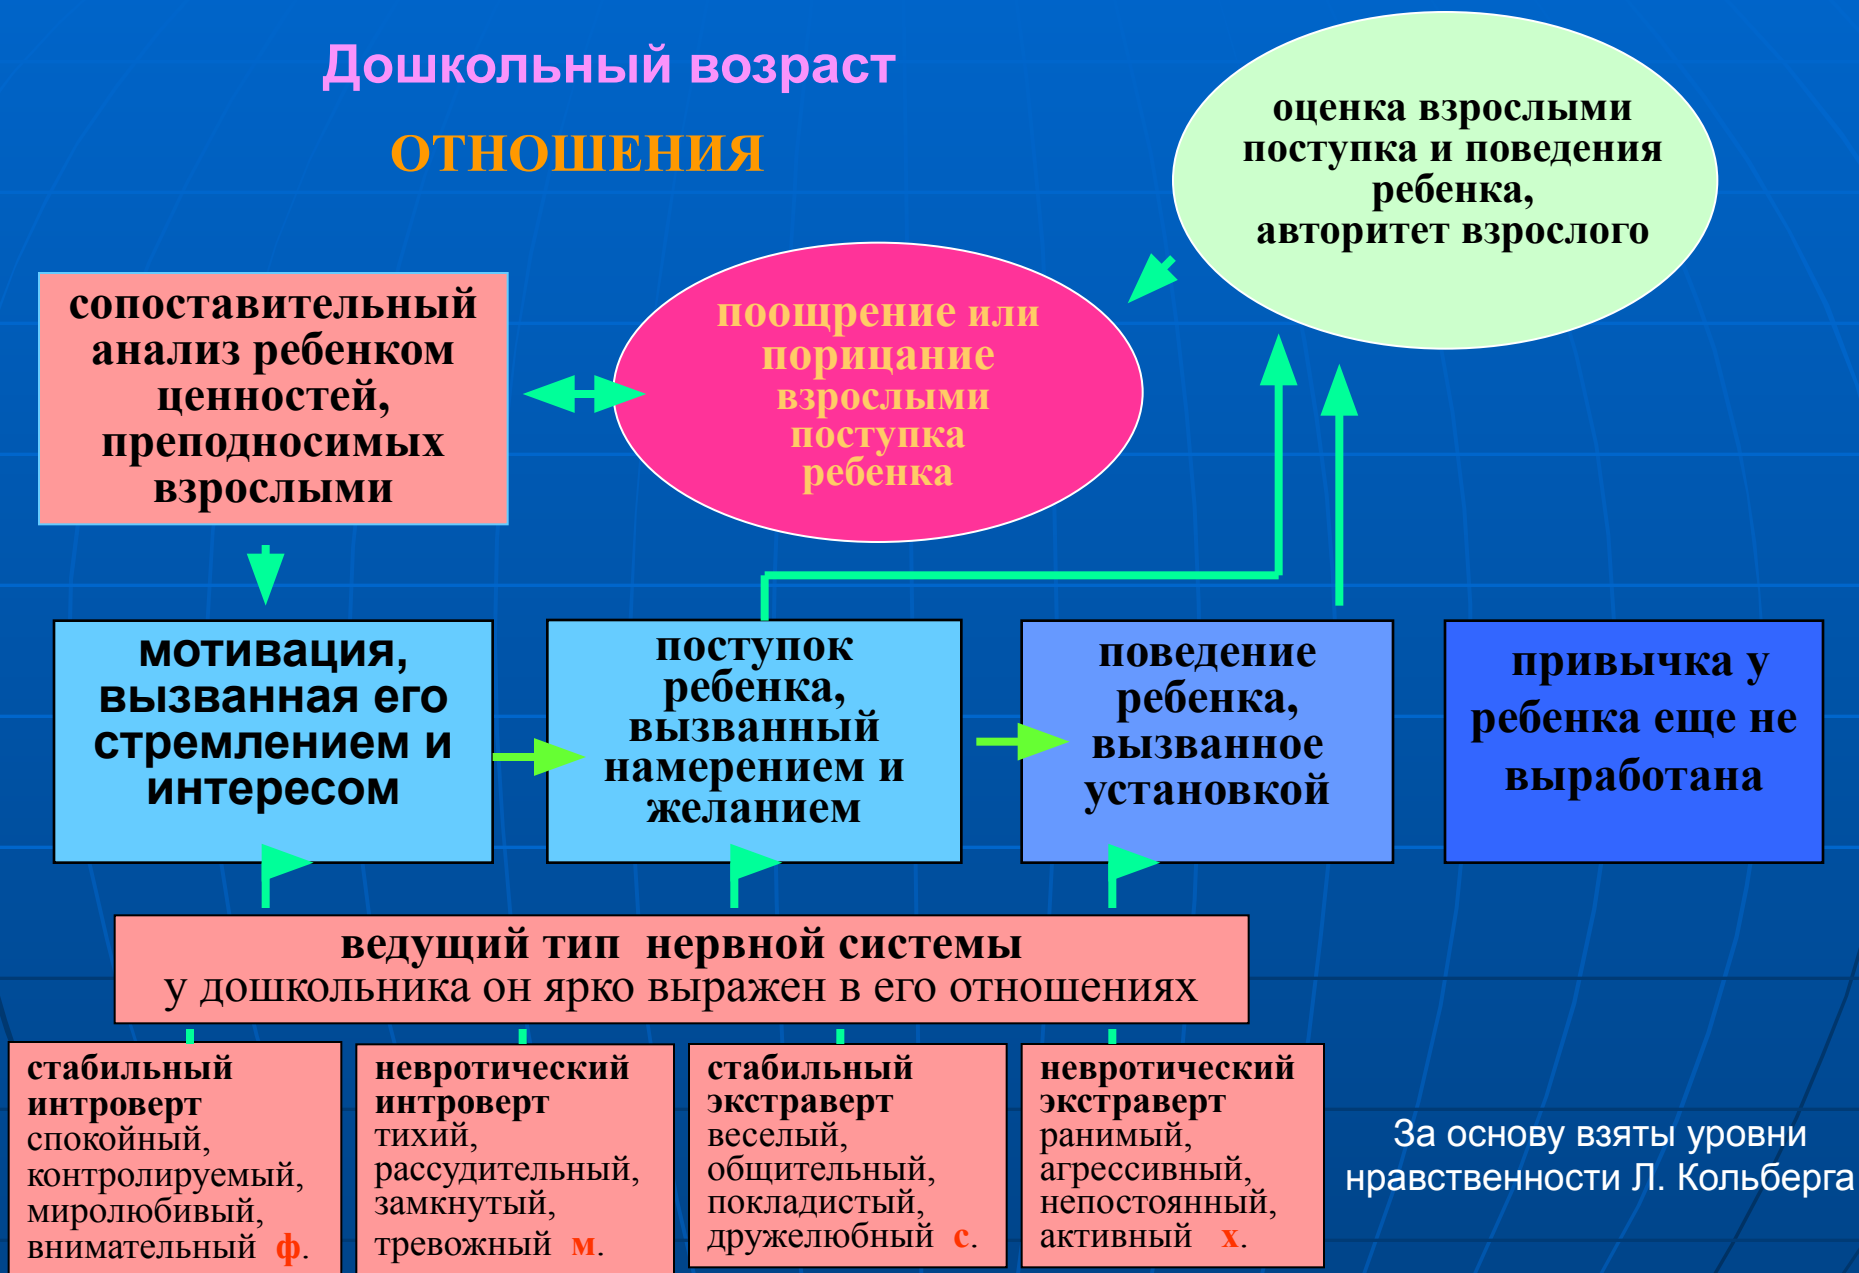 Дошкольный возраст
ОТНОШЕНИЯ
оценка взрослыми
поступка и поведения
ребенка,
авторитет взрослого
сопоставительный
анализ ребенком
ценностей,
преподносимых
взрослыми
поощрение или
порицание
взрослыми
поступка
ребенка
мотивация,
вызванная его
стремлением и
интересом
поступок
ребенка,
вызванный
намерением и
желанием
поведение
ребенка,
вызванное
установкой
привычка у
ребенка еще не
выработана
ведущий тип нервной системы
у дошкольника он ярко выражен в его отношениях
стабильный
интроверт
спокойный,
контролируемый,
миролюбивый,
внимательный ф.
невротический
интроверт
тихий,
рассудительный,
замкнутый,
тревожный м.
стабильный
экстраверт
веселый,
общительный,
покладистый,
дружелюбный с.
невротический
экстраверт
ранимый,
агрессивный,
непостоянный,
активный х.
За основу взяты уровни
нравственности Л. Кольберга